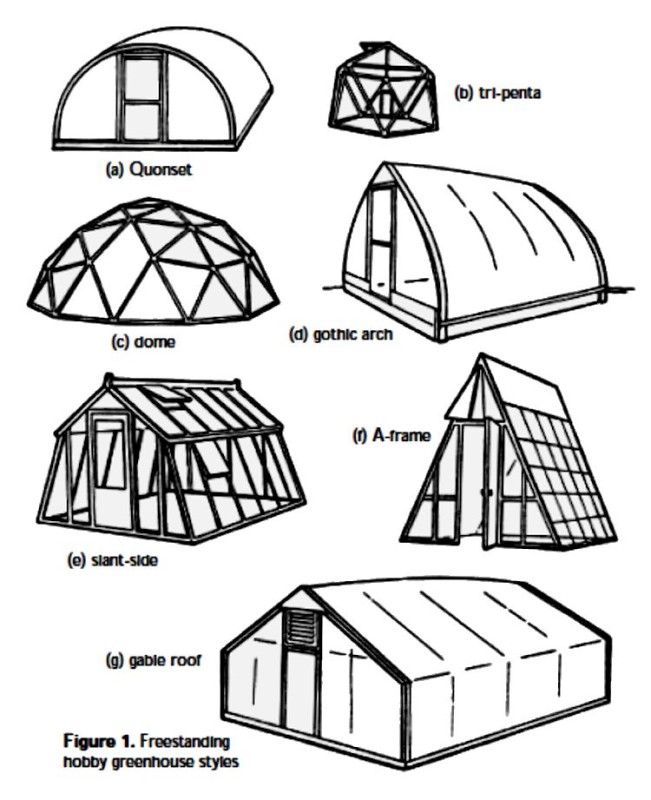 (a) Quonset
(b) tri-penta
(c) dome
(d) gothic arch
(e) slant-side
(f) A-frame
(g) gable roof
Figure 1. Freestanding
hobby greenhouse styles